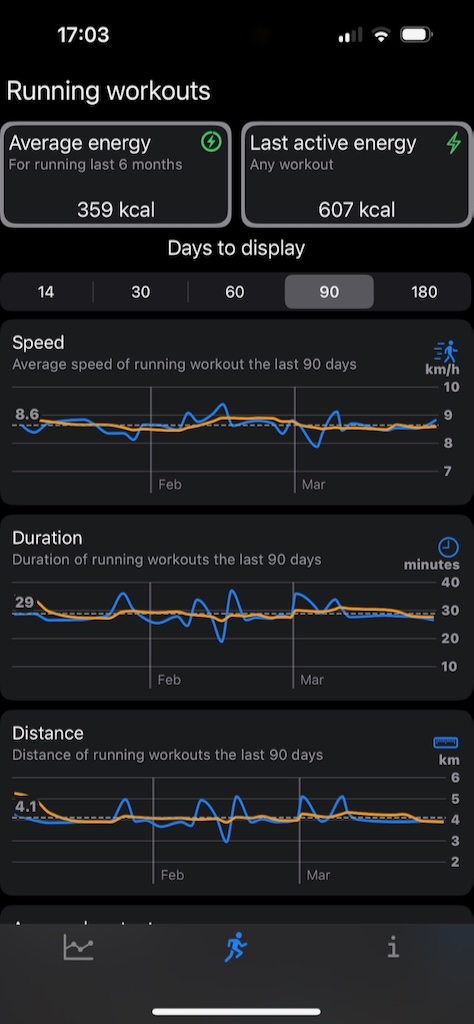 17:03
Running workouts
Average energy
For running last 6 months
359 kcal
Last active energy
Any workout
607 kcal
Days to display
14 30 60 90 180
Speed
Average speed of running workout the last 90 days
km/h
10
9
8
7
8.6
Feb
Mar
Duration
Duration of running workouts the last 90 days
minutes
40
30
20
10
29
Feb
Mar
Distance
Distance of running workouts the last 90 days
km
6
5
4
3
2
4.1
Feb
Mar